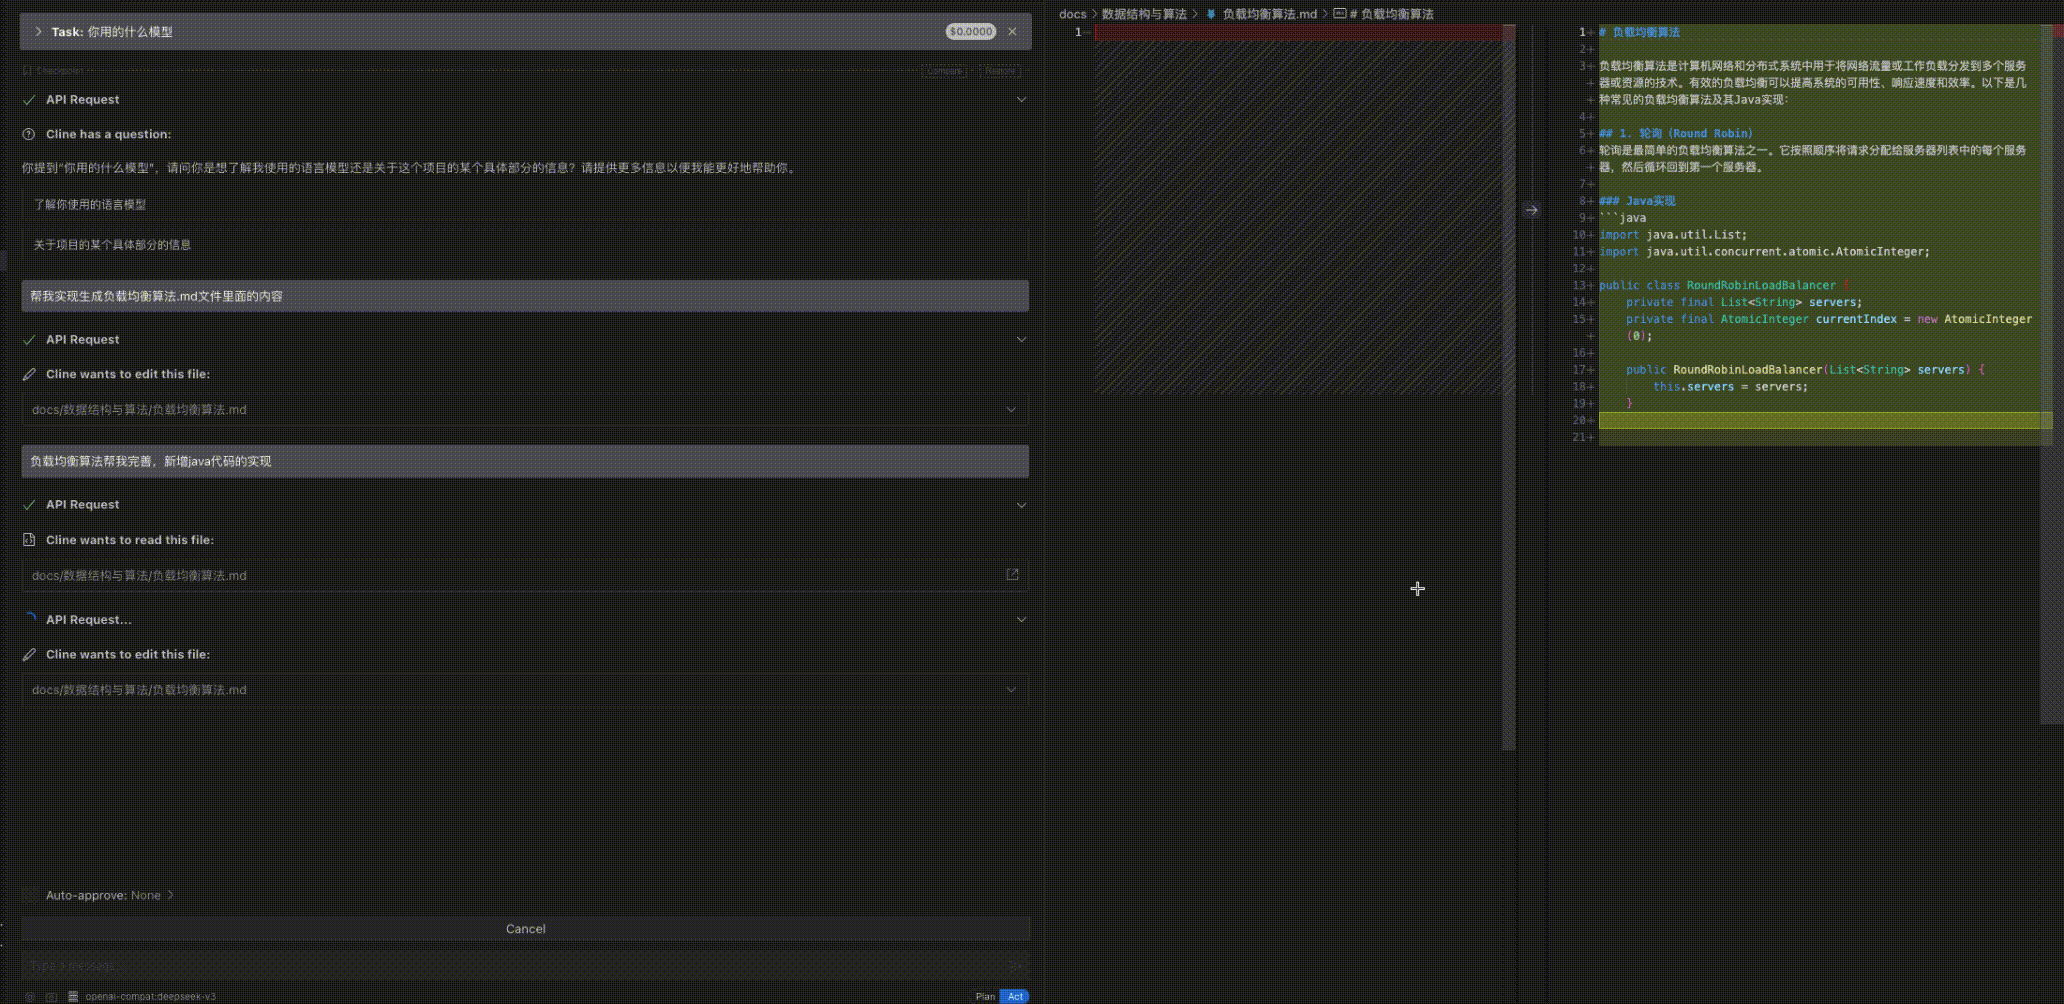 Task: 你用的什么模型
$0.0000
Checkpoint
Compare
Restore
API Request
Cline has a question:
你提到“你用的什么模型”，请问你是想了解我使用的语言模型还是关于这个项目的某个具体部分的信息？请提供更多信息以便我能更好地帮助你。
了解你使用的语言模型
关于项目的某个具体部分的信息
帮我实现生成负载均衡算法.md文件里面的内容
API Request
Cline wants to edit this file:
docs/数据结构与算法/负载均衡算法.md
负载均衡算法帮我完善，新增java代码的实现
API Request
Cline wants to read this file:
docs/数据结构与算法/负载均衡算法.md
API Request...
Cline wants to edit this file:
docs/数据结构与算法/负载均衡算法.md
Auto-approve: None
Cancel
Type a message...
openai-compat:deepseek-v3
Plan
Act
docs > 数据结构与算法 > 负载均衡算法.md > # 负载均衡算法
1-
1+ # 负载均衡算法
2+
3+ 负载均衡算法是计算机网络和分布式系统中用于将网络流量或工作负载分发到多个服务
+ 器或资源的技术。有效的负载均衡可以提高系统的可用性、响应速度和效率。以下是几
+ 种常见的负载均衡算法及其Java实现：
4+
5+ ## 1. 轮询 (Round Robin)
6+ 轮询是最简单的负载均衡算法之一。它按照顺序将请求分配给服务器列表中的每个服务
+ 器，然后循环回到第一个服务器。
7+
8+ ### Java实现
9+ ```java
10+ import java.util.List;
11+ import java.util.concurrent.atomic.AtomicInteger;
12+
13+ public class RoundRobinLoadBalancer {
14+ private final List<String> servers;
15+ private final AtomicInteger currentIndex = new AtomicInteger
+ (0);
16+
17+ public RoundRobinLoadBalancer(List<String> servers) {
18+ this.servers = servers;
19+ }
20+
21+